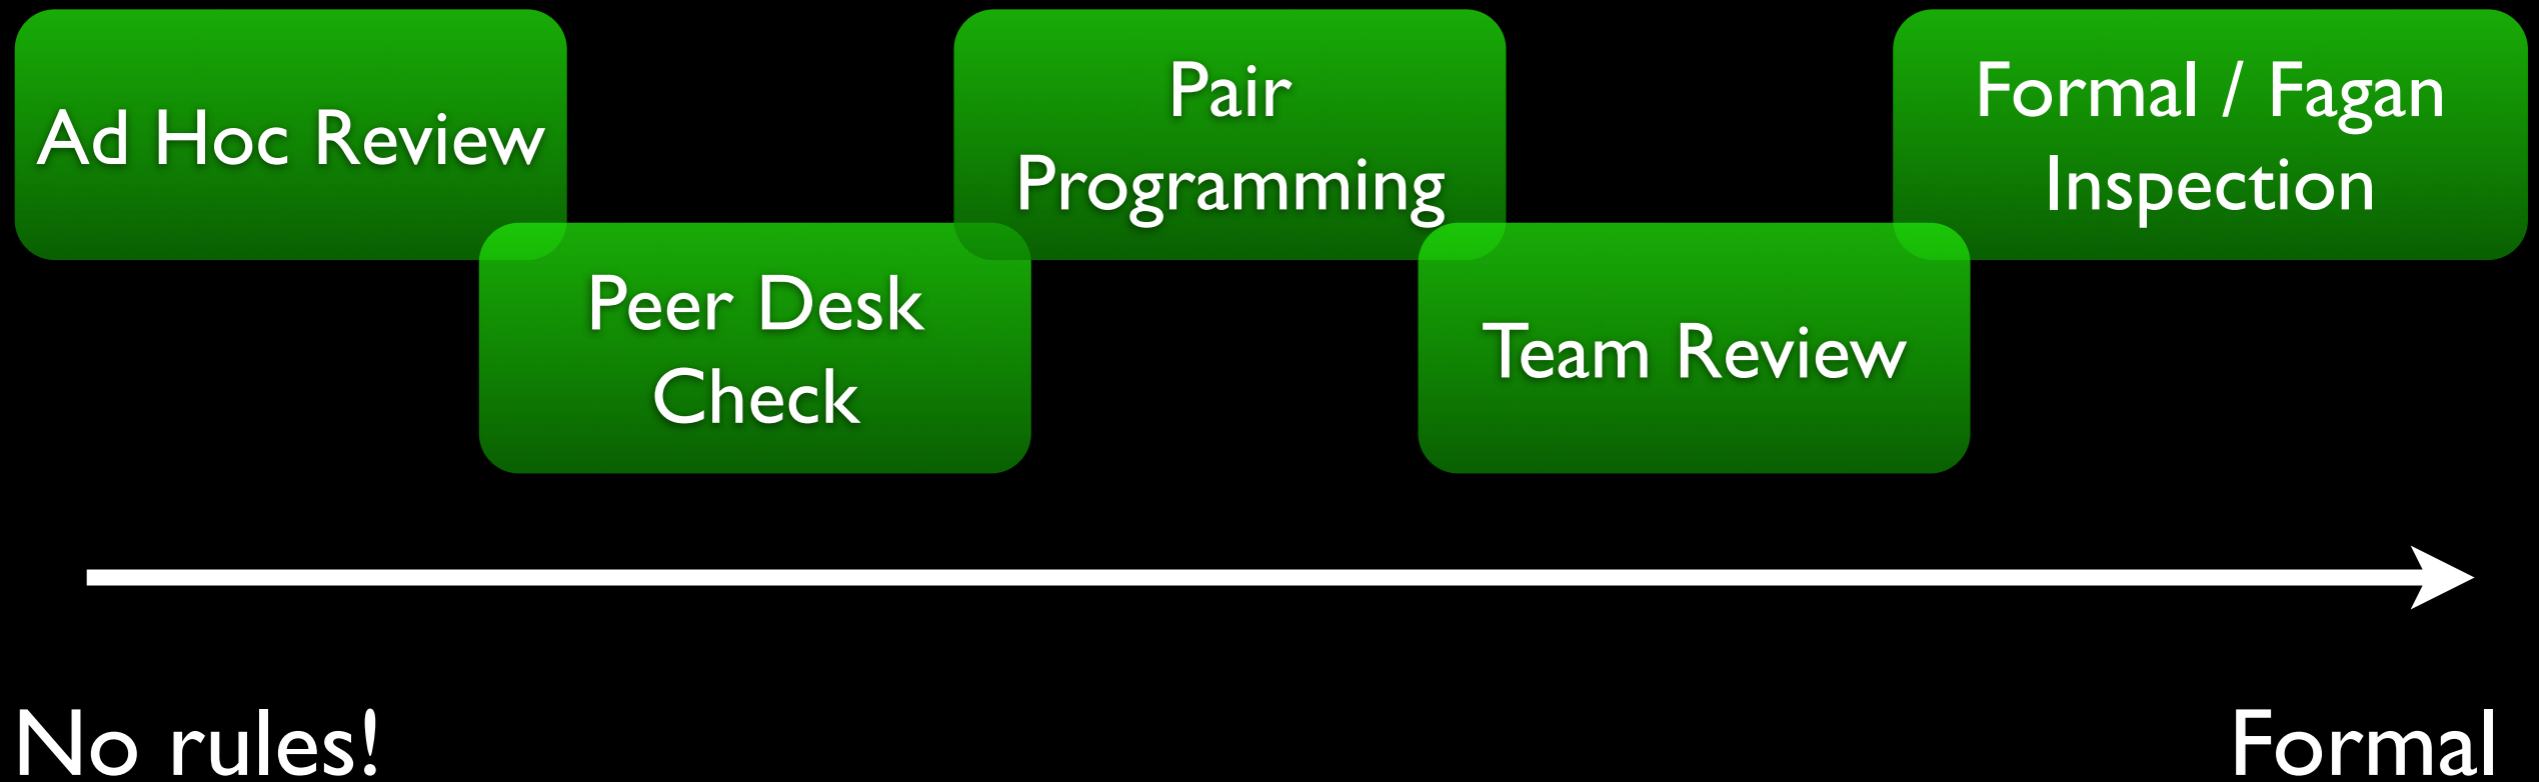 Ad Hoc Review
Peer Desk
Check
Pair
Programming
Team Review
Formal / Fagan
Inspection
No rules!
Formal